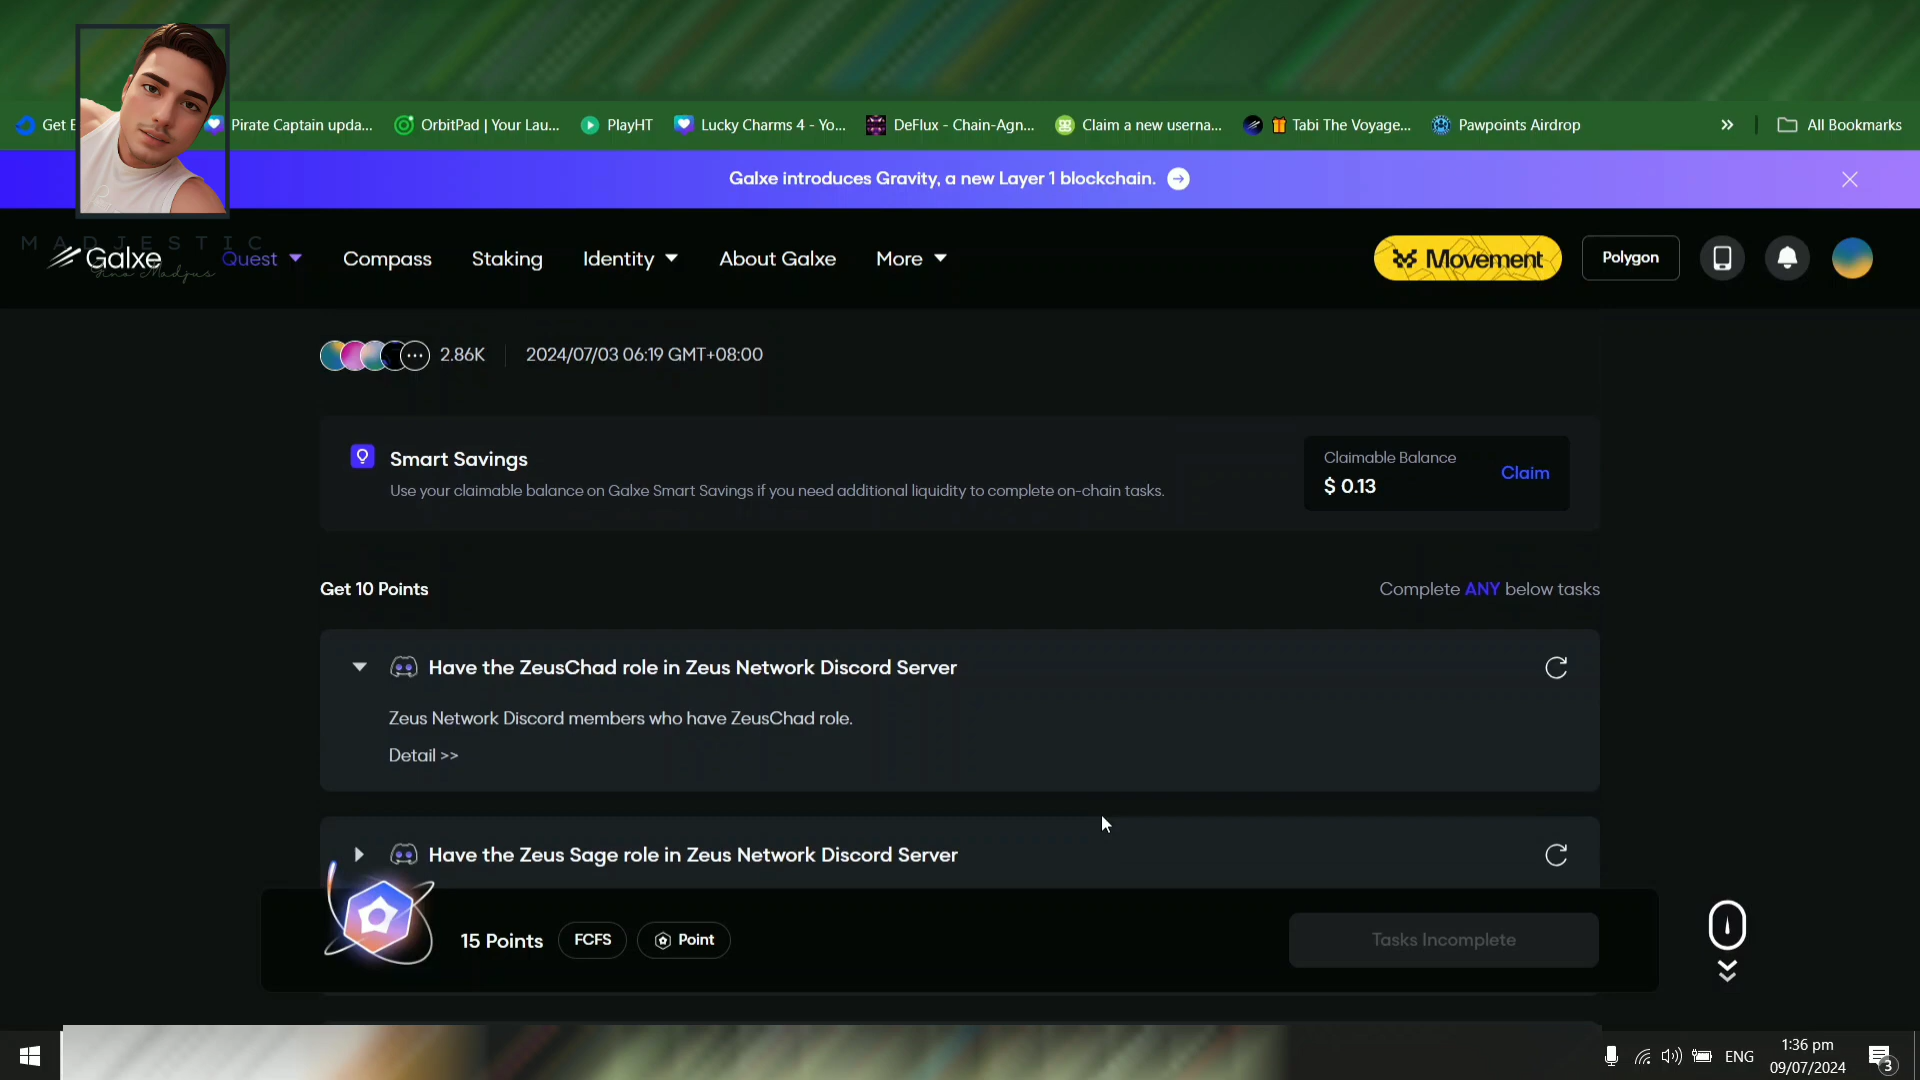 Get
Pirate Captain upda...
OrbitPad | Your Lau...
PlayHT
Lucky Charms 4 - Yo...
DeFlux - Chain-Agn...
Claim a new userna...
Tabi The Voyage...
Pawpoints Airdrop
»
All Bookmarks
Galxe introduces Gravity, a new Layer 1 blockchain.
MADJESTIC
Galxe
Quest
Compass
Staking
Identity
About Galxe
More
Movement
Polygon
2.86K
2024/07/03 06:19 GMT+08:00
Smart Savings
Use your claimable balance on Galxe Smart Savings if you need additional liquidity to complete on-chain tasks.
Claimable Balance
$ 0.13
Claim
Get 10 Points
Complete ANY below tasks
Have the ZeusChad role in Zeus Network Discord Server
Zeus Network Discord members who have ZeusChad role.
Detail >>
Have the Zeus Sage role in Zeus Network Discord Server
15 Points
FCFS
Point
Tasks Incomplete
ENG
1:36 pm
09/07/2024
3